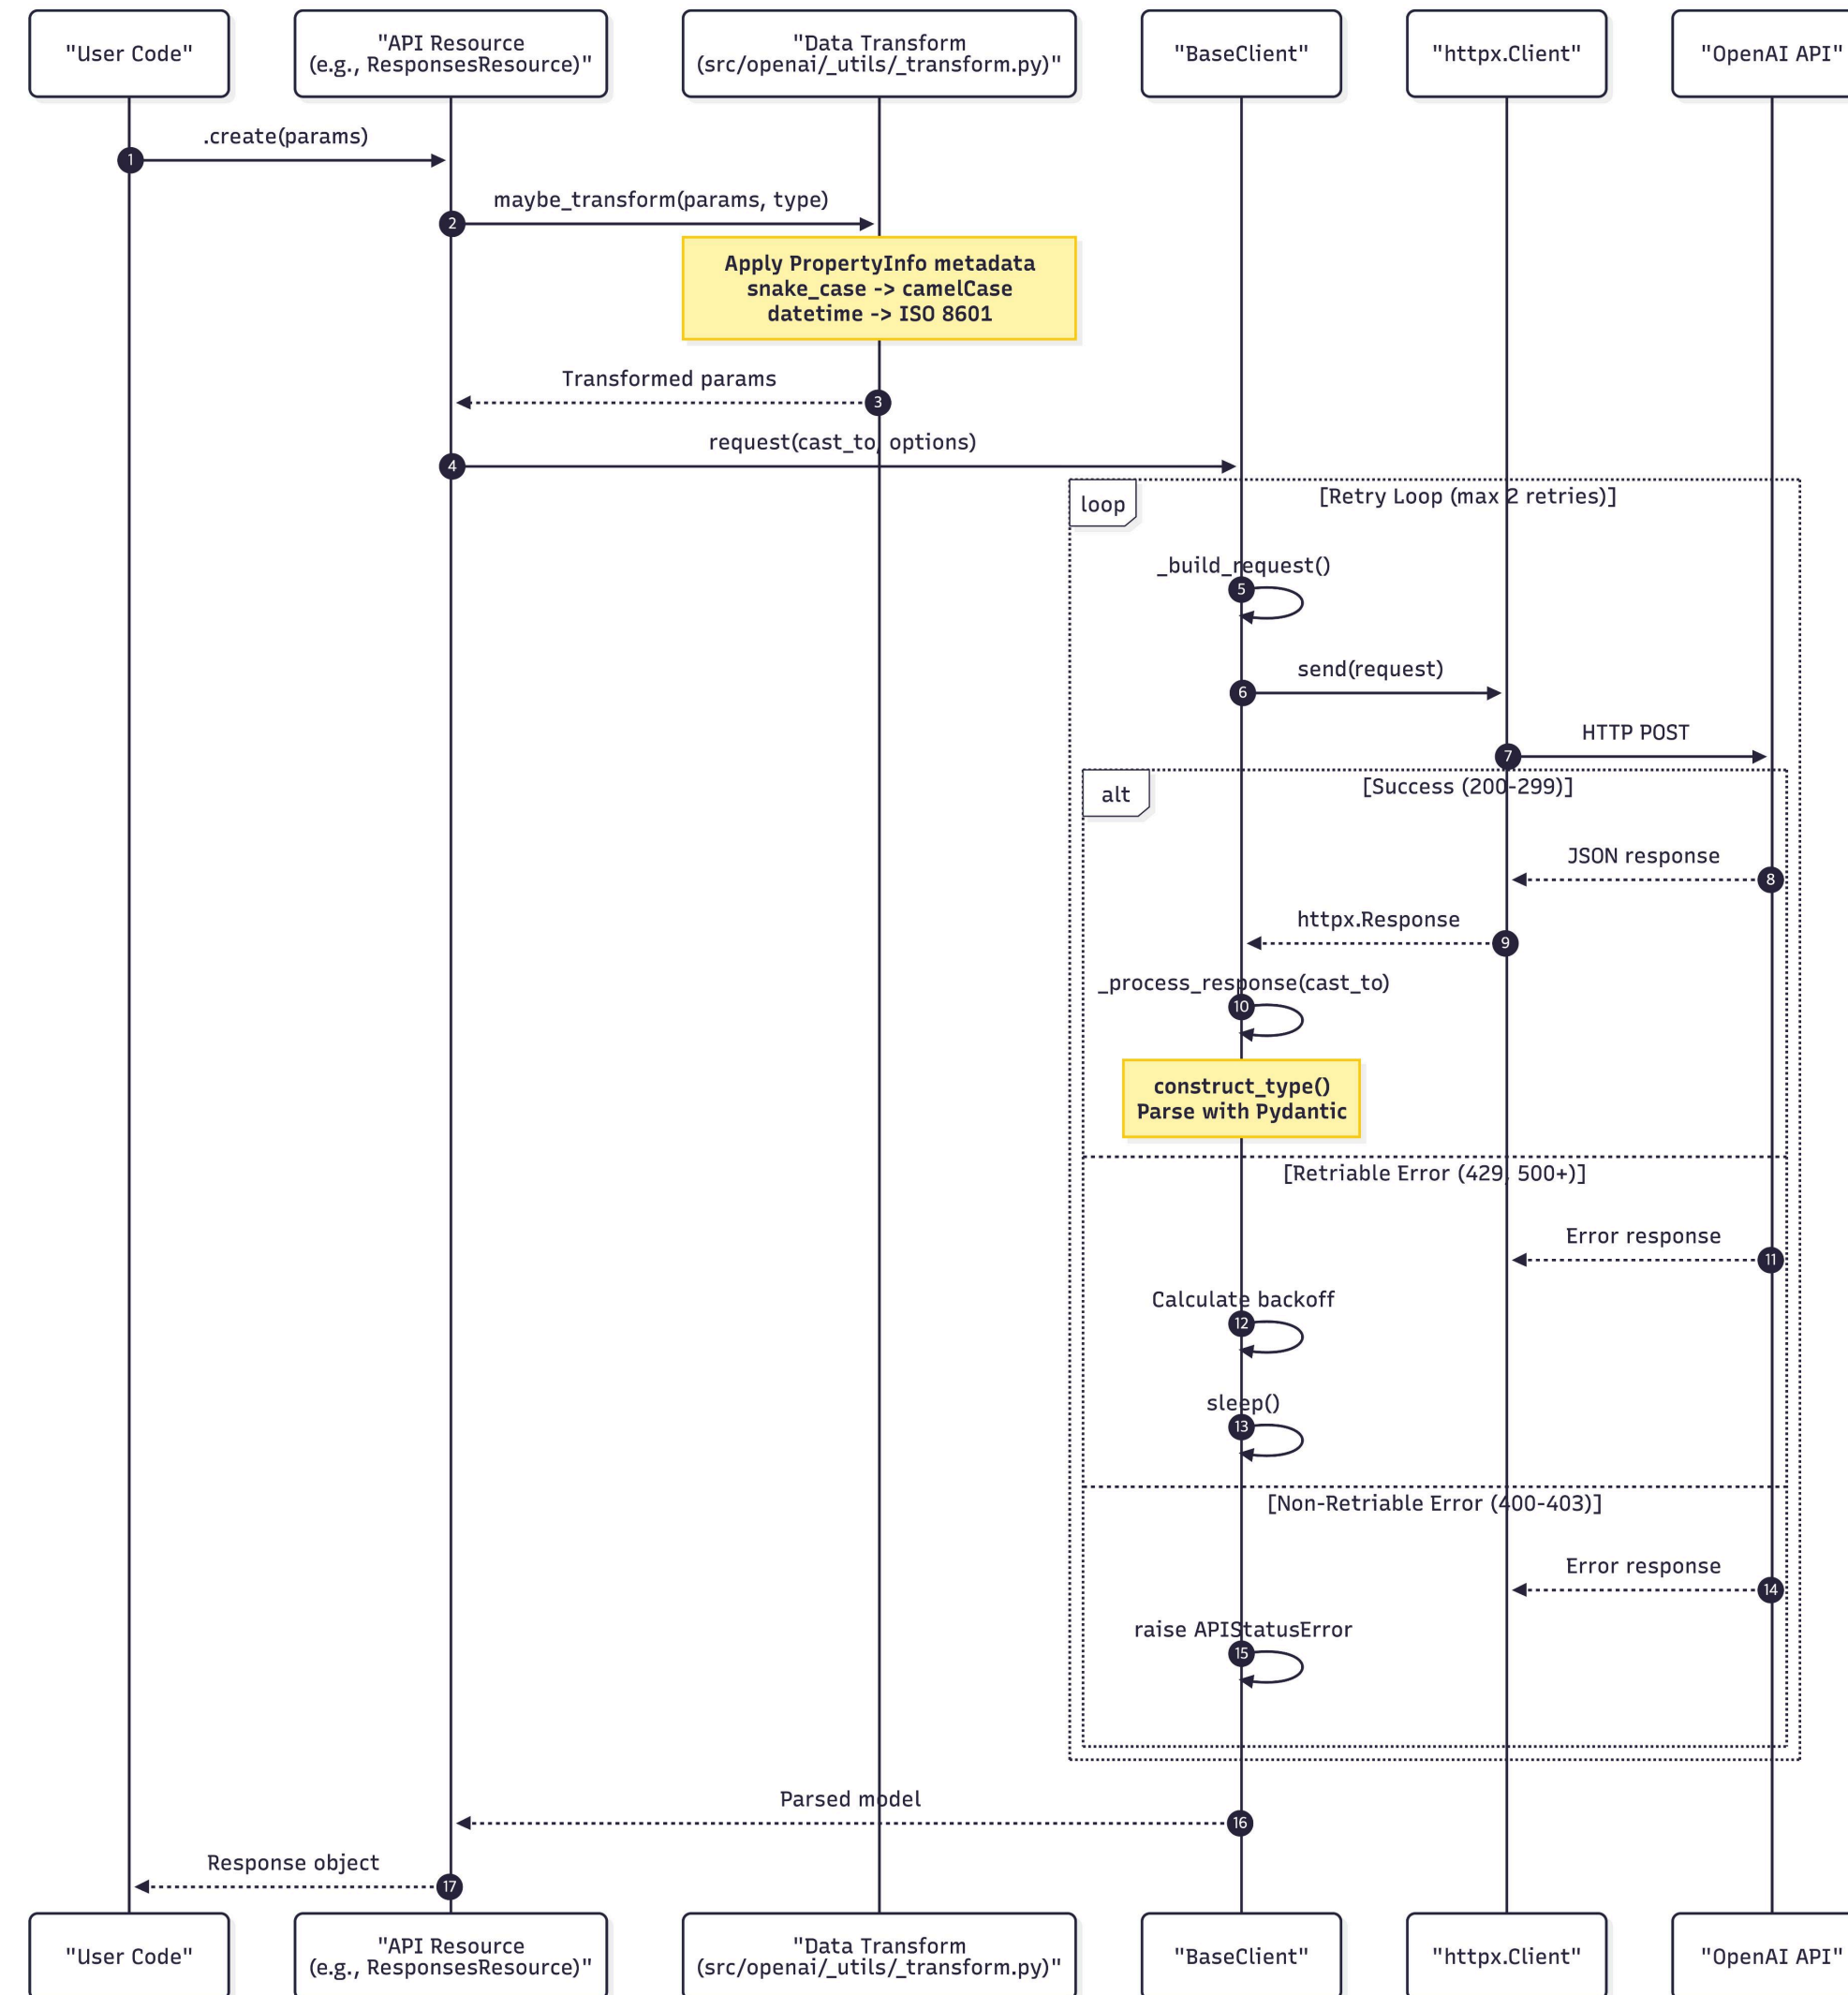 "User Code"
"API Resource
(e.g., ResponsesResource)"
"Data Transform
(src/openai/_utils/_transform.py)"
"BaseClient"
"httpx.Client"
"OpenAI API"
.create(params)
1
maybe_transform(params, type)
2
Apply PropertyInfo metadata
snake_case -> camelCase
datetime -> ISO 8601
Transformed params
3
request(cast_to, options)
4
loop
[Retry Loop (max 2 retries)]
_build_request()
5
send(request)
6
HTTP POST
7
alt
[Success (200-299)]
JSON response
8
httpx.Response
9
_process_response(cast_to)
10
construct_type()
Parse with Pydantic
[Retriable Error (429, 500+)]
Error response
11
Calculate backoff
12
sleep()
13
[Non-Retriable Error (400-403)]
Error response
14
raise APIStatusError
15
Parsed model
16
Response object
17
"User Code"
"API Resource
(e.g., ResponsesResource)"
"Data Transform
(src/openai/_utils/_transform.py)"
"BaseClient"
"httpx.Client"
"OpenAI API"